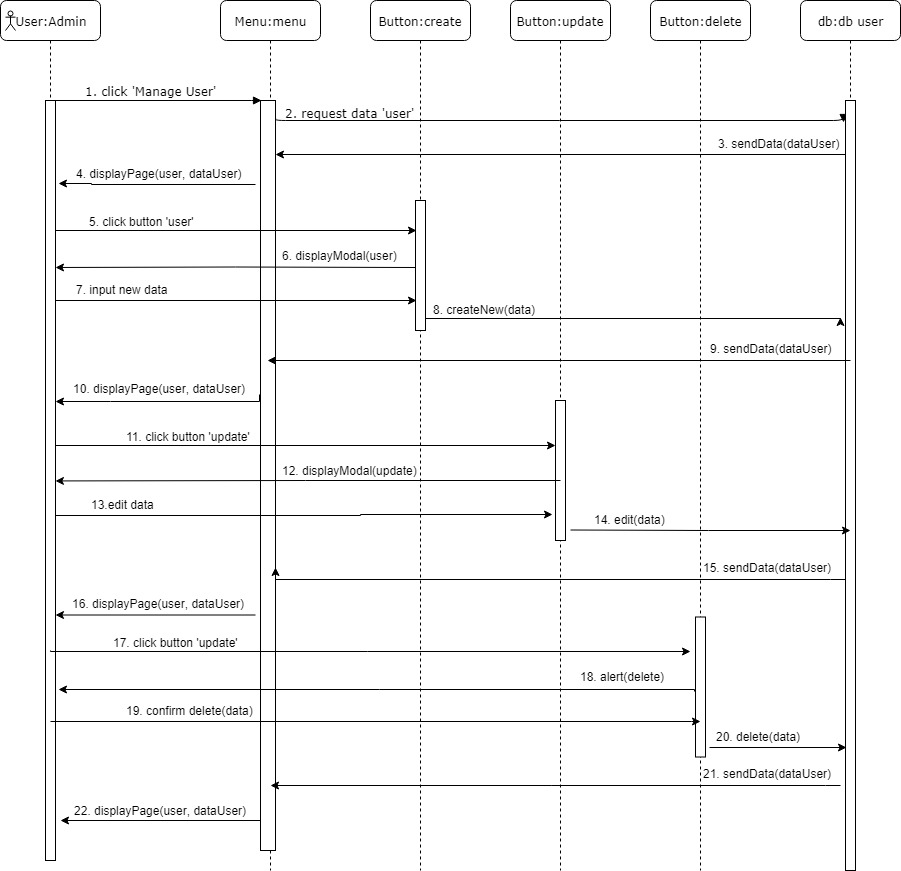 User:Admin
Menu:menu
Button:create
Button:update
Button:delete
db:db user
1. click 'Manage User'
2. request data 'user'
3. sendData(dataUser)
4. displayPage(user, dataUser)
5. click button 'user'
6. displayModal(user)
7. input new data
8. createNew(data)
9. sendData(dataUser)
10. displayPage(user, dataUser)
11. click button 'update'
12. displayModal(update)
13.edit data
14. edit(data)
15. sendData(dataUser)
16. displayPage(user, dataUser)
17. click button 'update'
18. alert(delete)
19. confirm delete(data)
20. delete(data)
21. sendData(dataUser)
22. displayPage(user, dataUser)